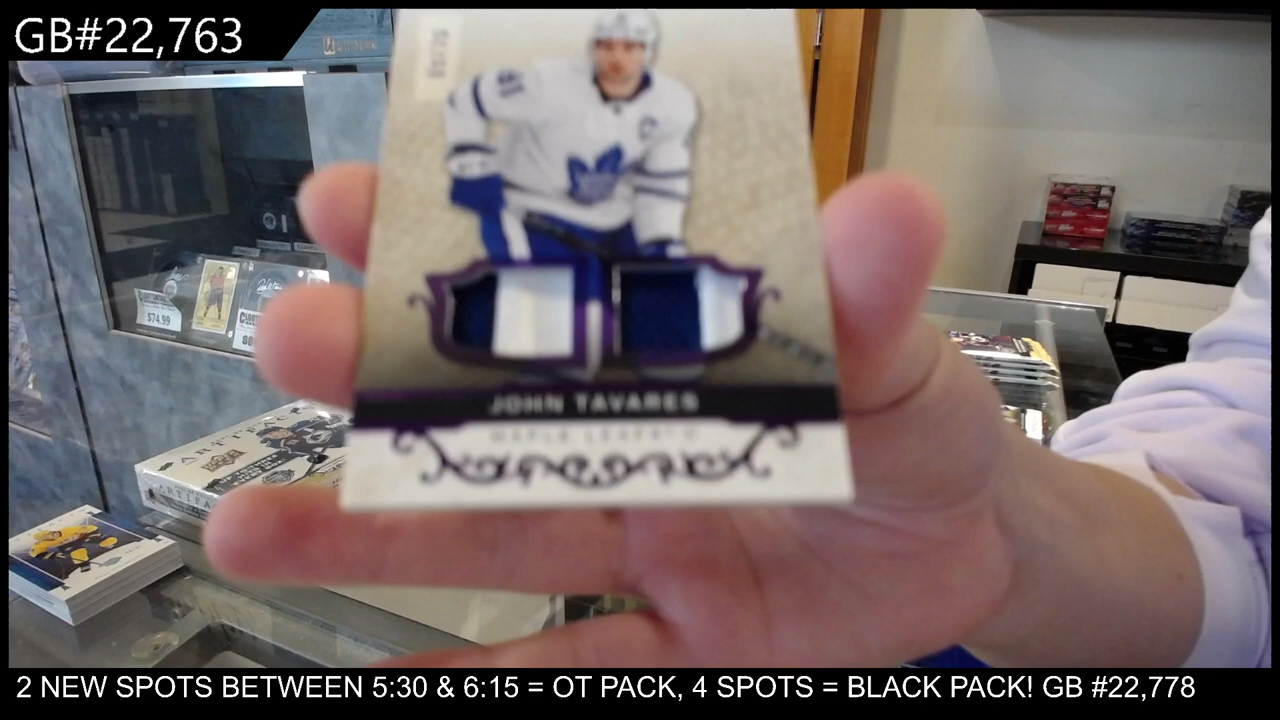 GB#22,763
C
$74.99
JOHN TAVARES
MAPLE LEAFS
ARTIFACTS
2 NEW SPOTS BETWEEN 5:30 & 6:15 = OT PACK, 4 SPOTS = BLACK PACK! GB #22,778